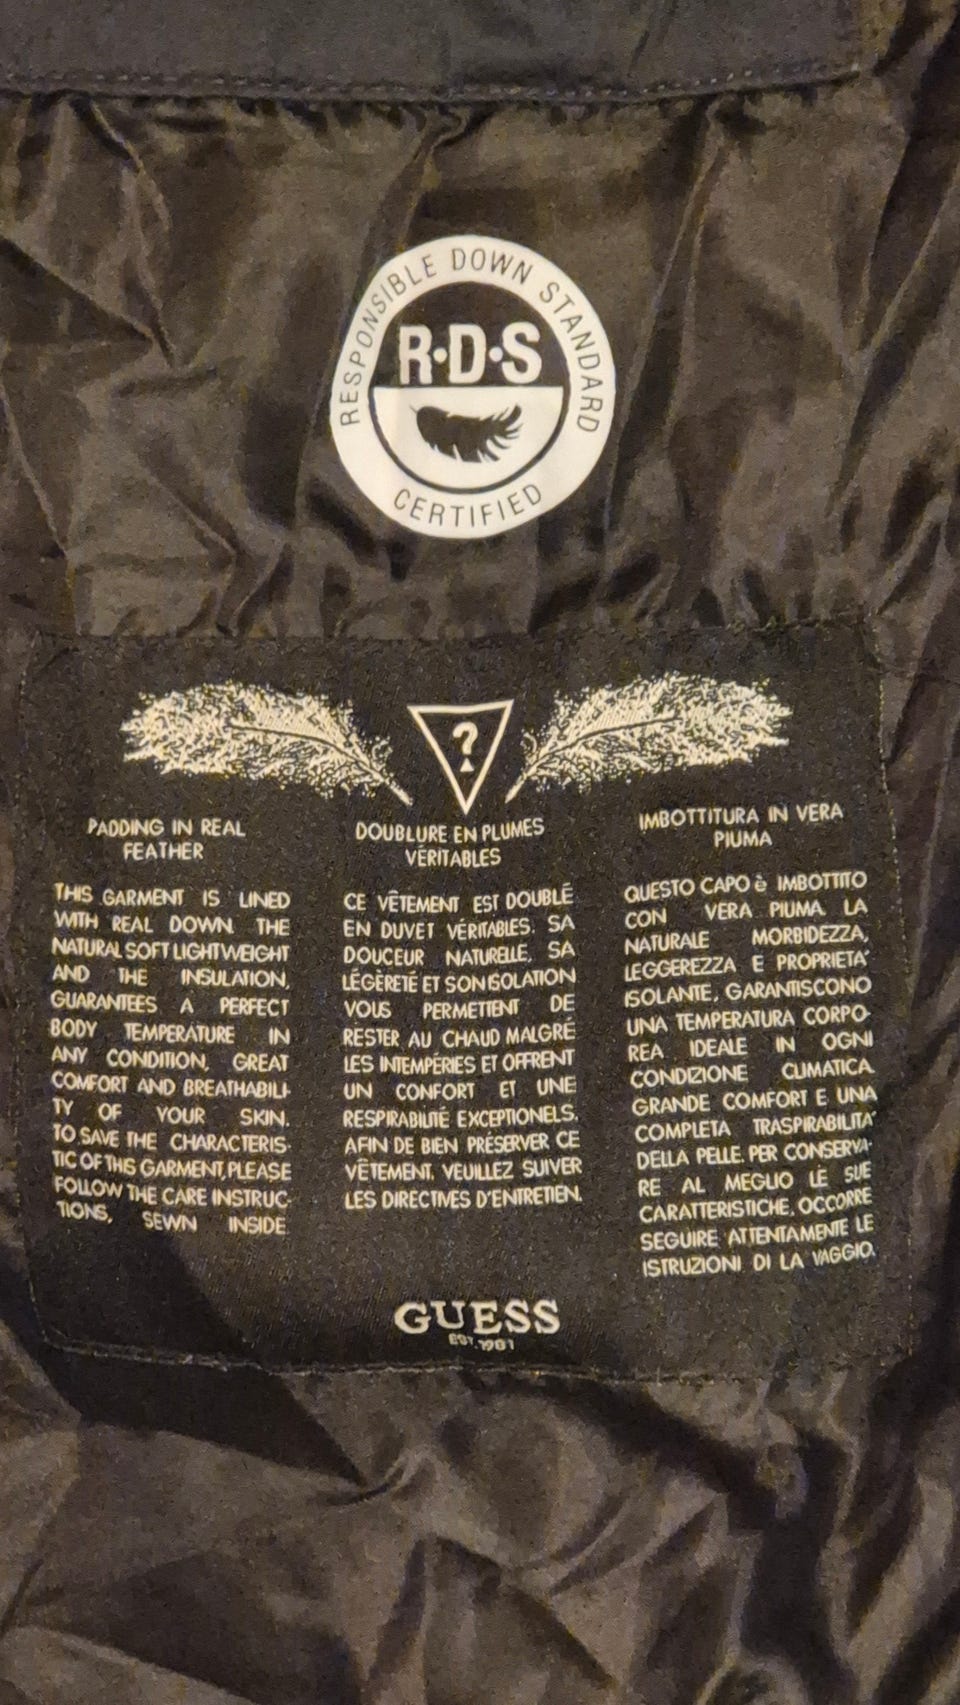 RESPONSIBLE DOWN STANDARD
R·D·S
CERTIFIED
?
PADDING IN REAL
FEATHER
THIS GARMENT IS LINED
WITH REAL DOWN. THE
NATURAL SOFT LIGHTWEIGHT
AND THE INSULATION,
GUARANTEES A PERFECT
BODY TEMPERATURE IN
ANY CONDITION, GREAT
COMFORT AND BREATHABILI-
TY OF YOUR SKIN.
TO SAVE THE CHARACTERIS-
TIC OF THIS GARMENT, PLEASE
FOLLOW THE CARE INSTRUC-
TIONS, SEWN INSIDE
DOUBLURE EN PLUMES
VÉRITABLES
CE VÊTEMENT EST DOUBLÉ
EN DUVET VÉRITABLES. SA
DOUCEUR NATURELLE, SA
LÉGÈRETÉ ET SON ISOLATION
VOUS PERMETTENT DE
RESTER AU CHAUD MALGRÉ
LES INTEMPÉRIES ET OFFRENT
UN CONFORT ET UNE
RESPIRABILITÉ EXCEPTIONELS.
AFIN DE BIEN PRÉSERVER CE
VÊTEMENT, VEUILLEZ SUIVER
LES DIRECTIVES D'ENTRETIEN.
IMBOTTITURA IN VERA
PIUMA
QUESTO CAPO è IMBOTTITO
CON VERA PIUMA. LA
NATURALE MORBIDEZZA,
LEGGEREZZA E PROPRIETA'
ISOLANTE, GARANTISCONO
UNA TEMPERATURA CORPO-
REA IDEALE IN OGNI
CONDIZIONE CLIMATICA
GRANDE COMFORT E UNA
COMPLETA TRASPIRABILITA'
DELLA PELLE. PER CONSERVA-
RE AL MEGLIO LE SUE
CARATTERISTICHE, OCCORRE
SEGUIRE ATTENTAMENTE LE
ISTRUZIONI DI LA VAGGIO.
GUESS
EST. 1981